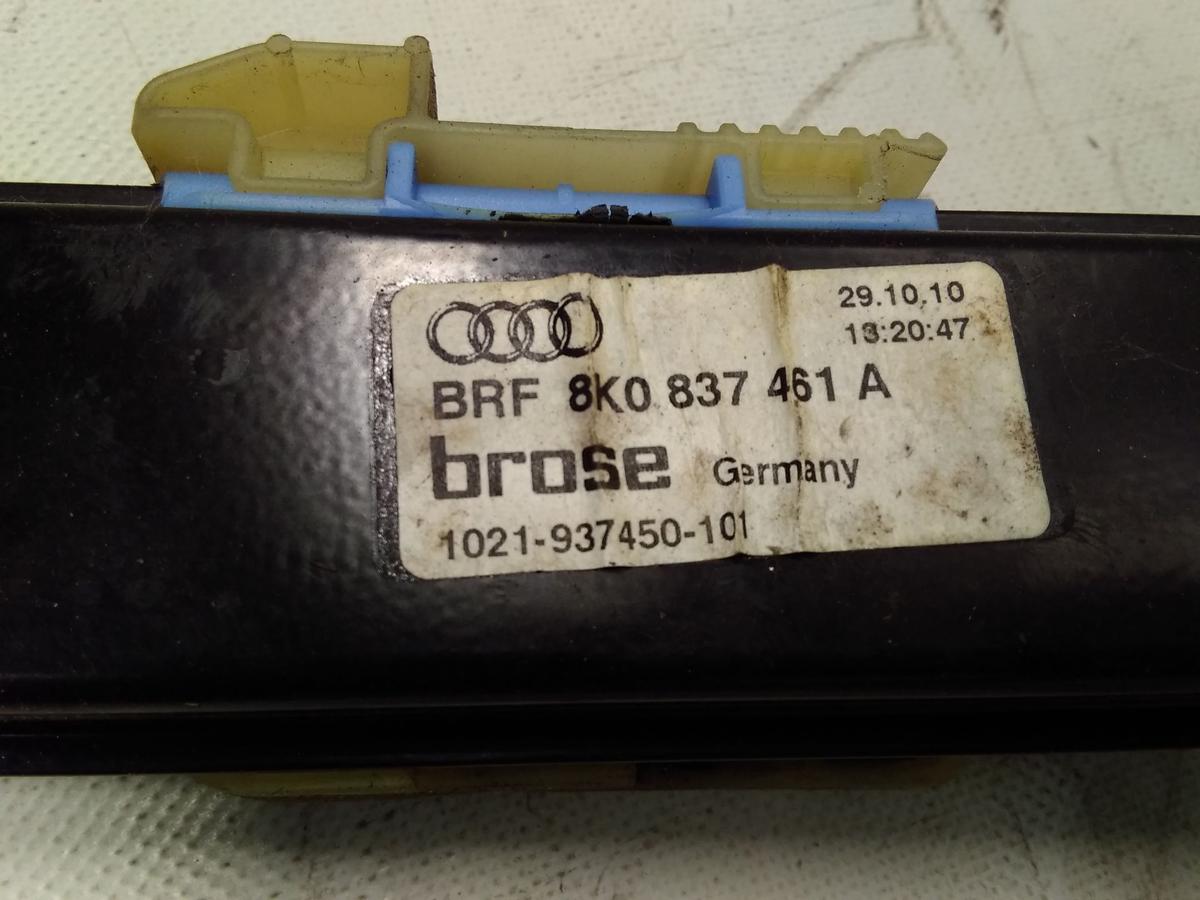 29.10.10
13:20:47
BRF 8K0 837 461 A
brose Germany
1021-937450-101